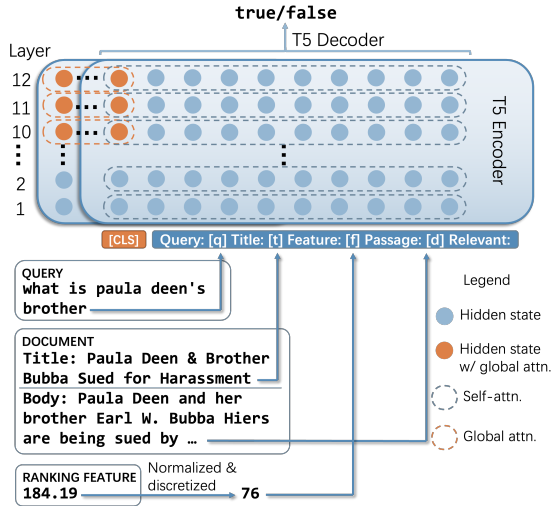 true/false
T5 Decoder
Layer
12
11
10
2
1
T5 Encoder
[CLS] Query: [q] Title: [t] Feature: [f] Passage: [d] Relevant:
QUERY
what is paula deen's
brother
DOCUMENT
Title: Paula Deen & Brother
Bubba Sued for Harassment
Body: Paula Deen and her
brother Earl W. Bubba Hiers
are being sued by …
RANKING FEATURE
184.19
Normalized &
discretized
76
Legend
Hidden state
Hidden state
w/ global attn.
Self-attn.
Global attn.